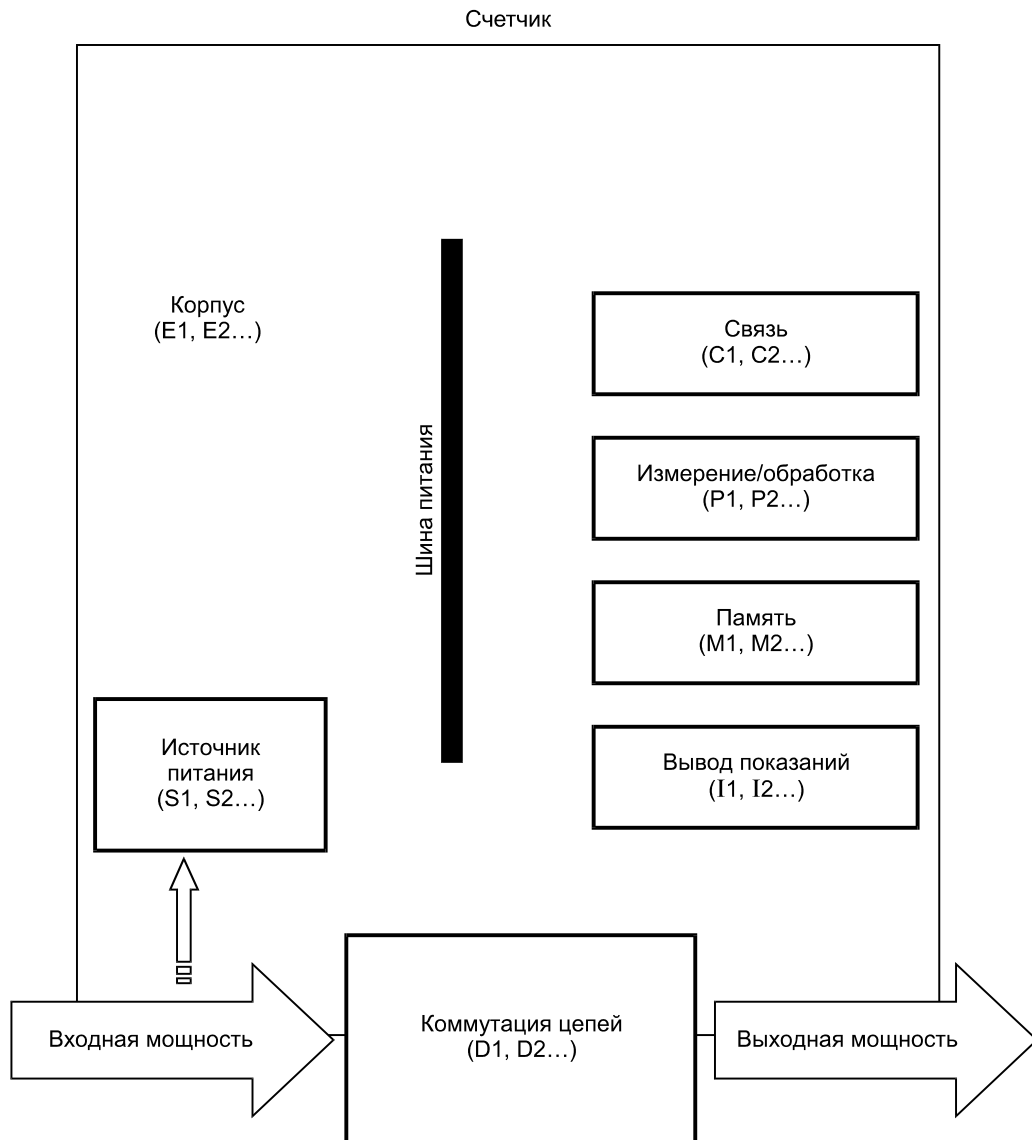 Счетчик
Корпус
(E1, E2…)
Шина питания
Связь
(C1, C2…)
Измерение/обработка
(P1, P2…)
Память
(M1, M2…)
Источник
питания
(S1, S2…)
Вывод показаний
(I1, I2…)
Входная мощность
Коммутация цепей
(D1, D2…)
Выходная мощность